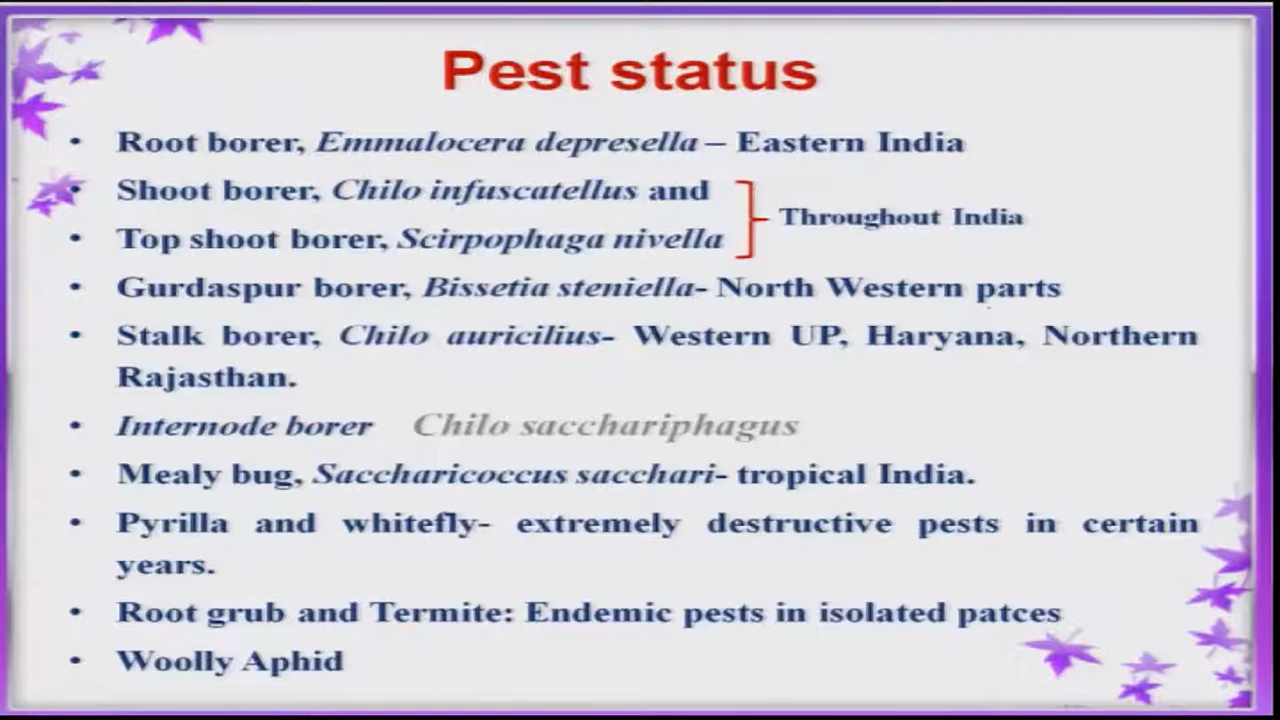 Pest status
• Root borer, Emmalocera depresella – Eastern India
• Shoot borer, Chilo infuscatellus and
Throughout India
• Top shoot borer, Scirpophaga nivella
• Gurdaspur borer, Bissetia steniella- North Western parts
• Stalk borer, Chilo auricilius- Western UP, Haryana, Northern
Rajasthan.
• Internode borer Chilo sacchariphagus
• Mealy bug, Saccharicoccus sacchari- tropical India.
• Pyrilla and whitefly- extremely destructive pests in certain
years.
• Root grub and Termite: Endemic pests in isolated patces
• Woolly Aphid